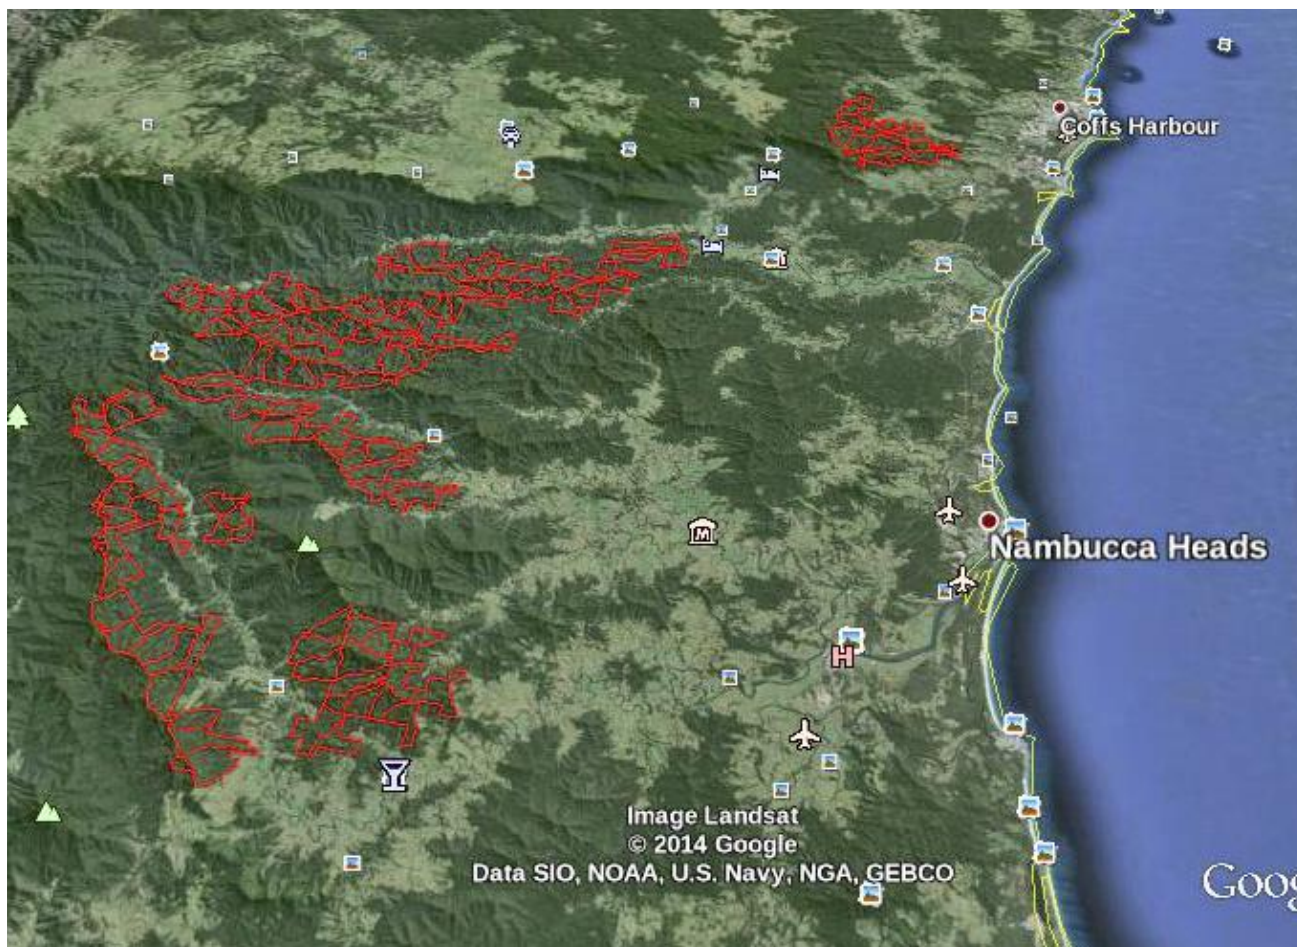 Coffs Harbour
Nambucca Heads
M
H
Image Landsat
© 2014 Google
Data SIO, NOAA, U.S. Navy, NGA, GEBCO
Goog